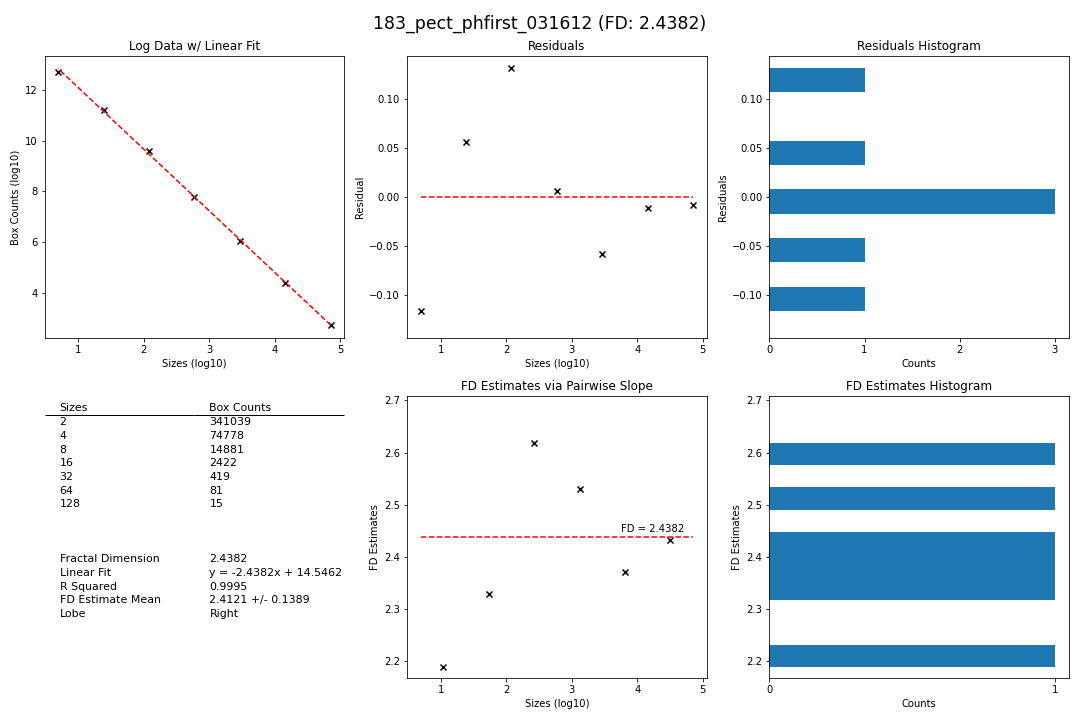 183_pect_phfirst_031612 (FD: 2.4382)
Log Data w/ Linear Fit
Box Counts (log10)
12
10
8
6
4
1 2 3 4 5
Sizes (log10)
Residuals
Residual
0.10
0.05
0.00
−0.05
−0.10
1 2 3 4 5
Sizes (log10)
Residuals Histogram
Residuals
0.10
0.05
0.00
−0.05
−0.10
0 1 2 3
Counts
Sizes Box Counts
2 341039
4 74778
8 14881
16 2422
32 419
64 81
128 15
Fractal Dimension 2.4382
Linear Fit y = -2.4382x + 14.5462
R Squared 0.9995
FD Estimate Mean 2.4121 +/- 0.1389
Lobe Right
FD Estimates via Pairwise Slope
FD Estimates
2.7
2.6
2.5
2.4
2.3
2.2
FD = 2.4382
1 2 3 4 5
Sizes (log10)
FD Estimates Histogram
FD Estimates
2.7
2.6
2.5
2.4
2.3
2.2
0 1
Counts